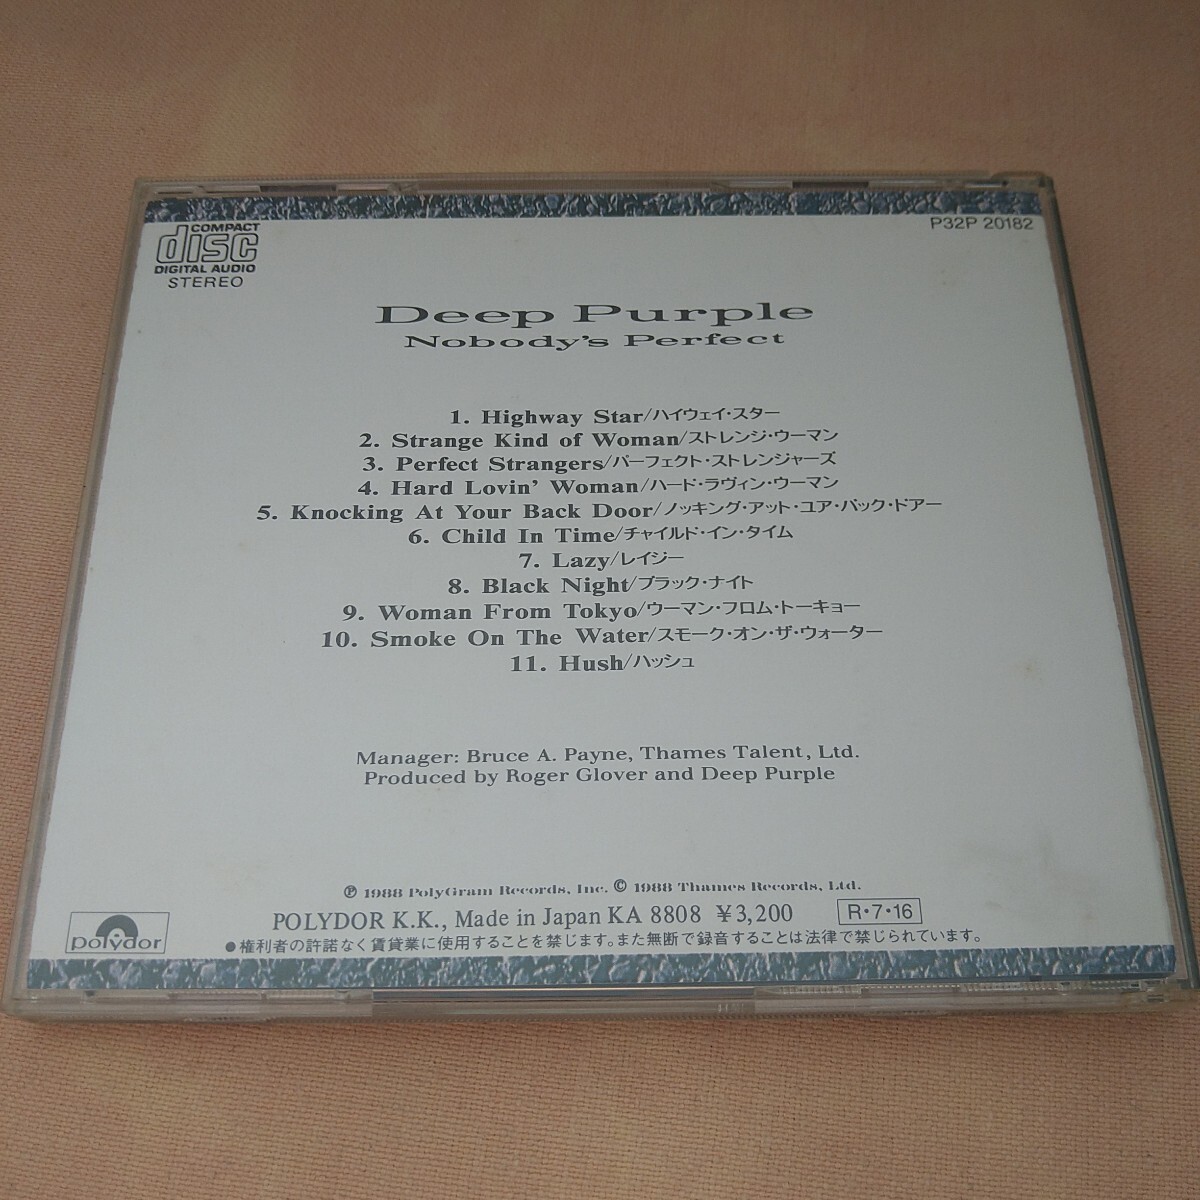 COMPACT
disc
DIGITAL AUDIO
STEREO
P32P 20182
Deep Purple
Nobody's Perfect
1. Highway Star/ハイウェイ・スター
2. Strange Kind of Woman/ストレンジ・ウーマン
3. Perfect Strangers/パーフェクト・ストレンジャーズ
4. Hard Lovin' Woman/ハード・ラヴィン・ウーマン
5. Knocking At Your Back Door/ノッキング・アット・ユア・バック・ドアー
6. Child In Time/チャイルド・イン・タイム
7. Lazy/レイジー
8. Black Night/ブラック・ナイト
9. Woman From Tokyo/ウーマン・フロム・トーキョー
10. Smoke On The Water/スモーク・オン・ザ・ウォーター
11. Hush/ハッシュ
Manager: Bruce A. Payne, Thames Talent, Ltd.
Produced by Roger Glover and Deep Purple
℗ 1988 PolyGram Records, Inc. © 1988 Thames Records, Ltd.
POLYDOR K.K., Made in Japan KA 8808 ¥3,200 R・7・16
polydor
●権利者の許諾なく賃貸業に使用することを禁じます。また無断で録音することは法律で禁じられています。